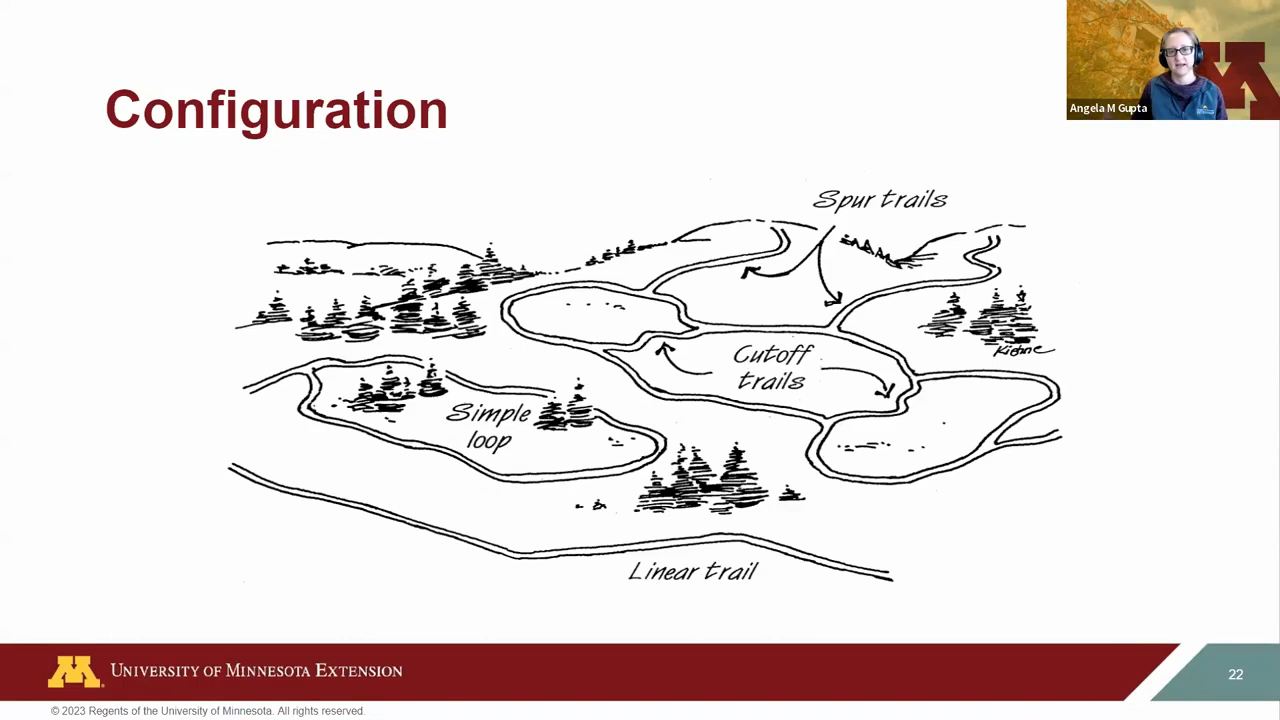 Configuration
Angela M Gupta
Spur trails
Kiehne
Cutoff
trails
Simple
loop
Linear trail
UNIVERSITY OF MINNESOTA EXTENSION
22
© 2023 Regents of the University of Minnesota. All rights reserved.